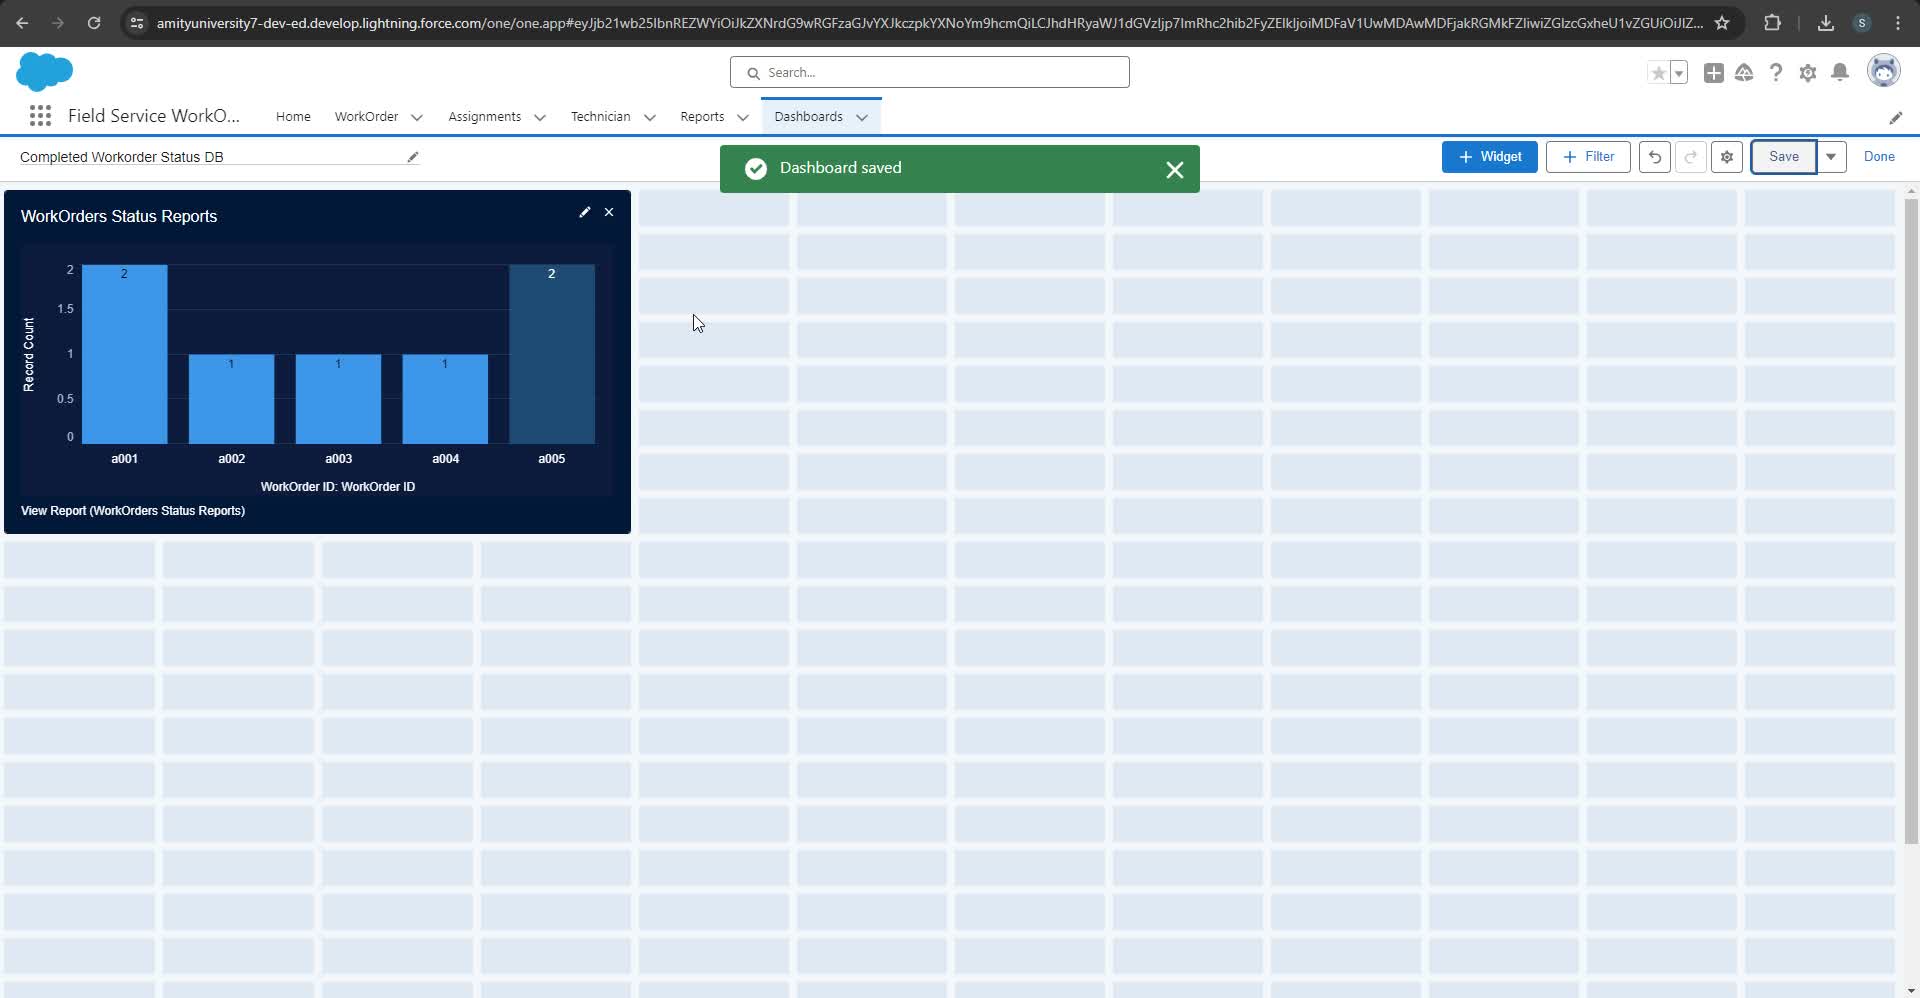 amityuniversity7-dev-ed.develop.lightning.force.com/one/one.app#
S
Search...
Field Service WorkO...
Home
WorkOrder
Assignments
Technician
Reports
Dashboards
Completed Workorder Status DB
Dashboard saved
Widget
Filter
Save
Done
WorkOrders Status Reports
Record Count
2
1.5
1
0.5
0
2
1
1
1
2
a001
a002
a003
a004
a005
WorkOrder ID: WorkOrder ID
View Report (WorkOrders Status Reports)